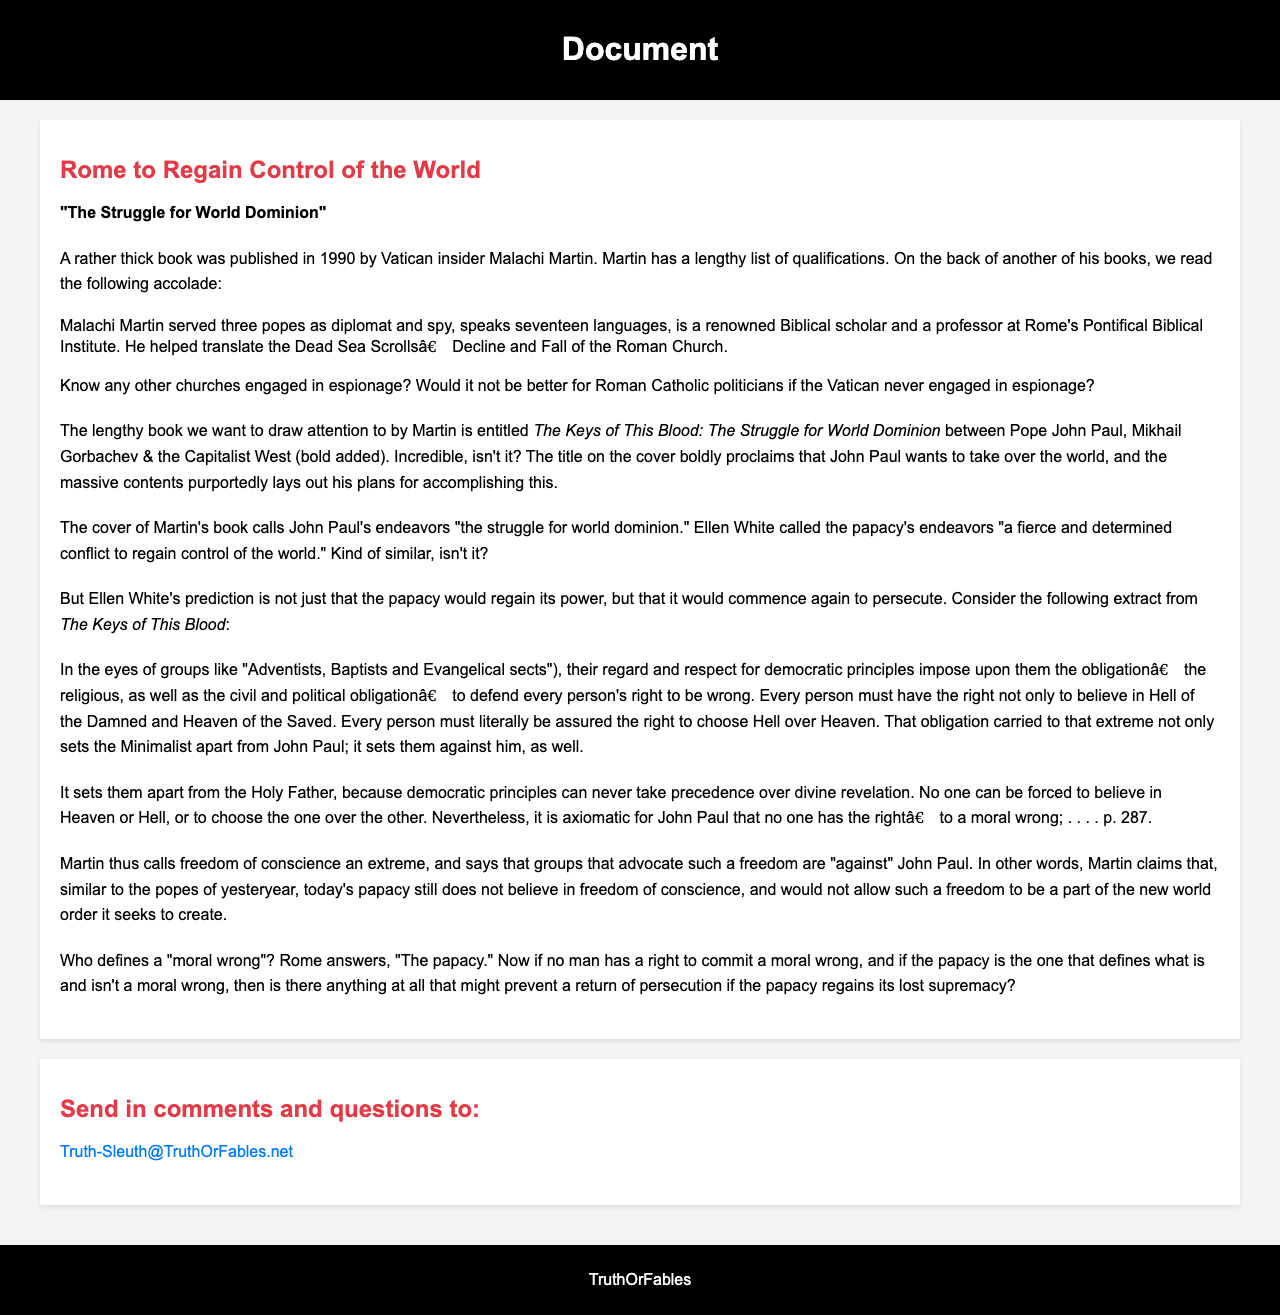 Document
Rome to Regain Control of the World
"The Struggle for World Dominion"
A rather thick book was published in 1990 by Vatican insider Malachi Martin. Martin has a lengthy list of qualifications. On the back of another of his books, we read
the following accolade:
Malachi Martin served three popes as diplomat and spy, speaks seventeen languages, is a renowned Biblical scholar and a professor at Rome's Pontifical Biblical
Institute. He helped translate the Dead Sea Scrollsâ€ Decline and Fall of the Roman Church.
Know any other churches engaged in espionage? Would it not be better for Roman Catholic politicians if the Vatican never engaged in espionage?
The lengthy book we want to draw attention to by Martin is entitled The Keys of This Blood: The Struggle for World Dominion between Pope John Paul, Mikhail
Gorbachev & the Capitalist West (bold added). Incredible, isn't it? The title on the cover boldly proclaims that John Paul wants to take over the world, and the
massive contents purportedly lays out his plans for accomplishing this.
The cover of Martin's book calls John Paul's endeavors "the struggle for world dominion." Ellen White called the papacy's endeavors "a fierce and determined
conflict to regain control of the world." Kind of similar, isn't it?
But Ellen White's prediction is not just that the papacy would regain its power, but that it would commence again to persecute. Consider the following extract from
The Keys of This Blood:
In the eyes of groups like "Adventists, Baptists and Evangelical sects"), their regard and respect for democratic principles impose upon them the obligationâ€ the
religious, as well as the civil and political obligationâ€ to defend every person's right to be wrong. Every person must have the right not only to believe in Hell of
the Damned and Heaven of the Saved. Every person must literally be assured the right to choose Hell over Heaven. That obligation carried to that extreme not only
sets the Minimalist apart from John Paul; it sets them against him, as well.
It sets them apart from the Holy Father, because democratic principles can never take precedence over divine revelation. No one can be forced to believe in
Heaven or Hell, or to choose the one over the other. Nevertheless, it is axiomatic for John Paul that no one has the rightâ€ to a moral wrong; . . . . p. 287.
Martin thus calls freedom of conscience an extreme, and says that groups that advocate such a freedom are "against" John Paul. In other words, Martin claims that,
similar to the popes of yesteryear, today's papacy still does not believe in freedom of conscience, and would not allow such a freedom to be a part of the new world
order it seeks to create.
Who defines a "moral wrong"? Rome answers, "The papacy." Now if no man has a right to commit a moral wrong, and if the papacy is the one that defines what is
and isn't a moral wrong, then is there anything at all that might prevent a return of persecution if the papacy regains its lost supremacy?
Send in comments and questions to:
Truth-Sleuth@TruthOrFables.net
TruthOrFables